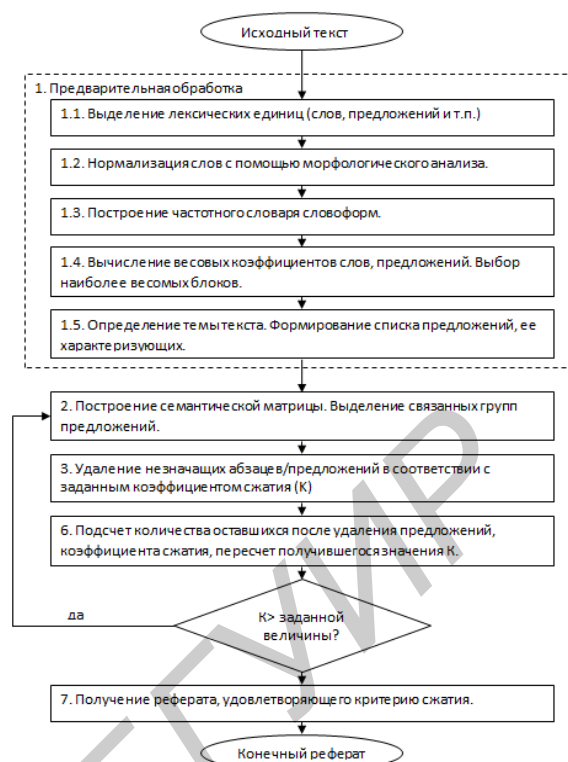 Исходный текст
1. Предварительная обработка
1.1. Выделение лексических единиц (слов, предложений и т.п.)
1.2. Нормализация слов с помощью морфологического анализа.
1.3. Построение частотного словаря словоформ.
1.4. Вычисление весовых коэффициентов слов, предложений. Выбор
наиболее весомых блоков.
1.5. Определение темы текста. Формирование списка предложений, ее
характеризующих.
2. Построение семантической матрицы. Выделение связанных групп
предложений.
3. Удаление незначащих абзацев/предложений в соответствии с
заданным коэффициентом сжатия (К)
6. Подсчет количества оставшихся после удаления предложений,
коэффициента сжатия, пересчет получившегося значения К.
да
К> заданной
величины?
7. Получение реферата, удовлетворяющего критерию сжатия.
Конечный реферат
ГУИР